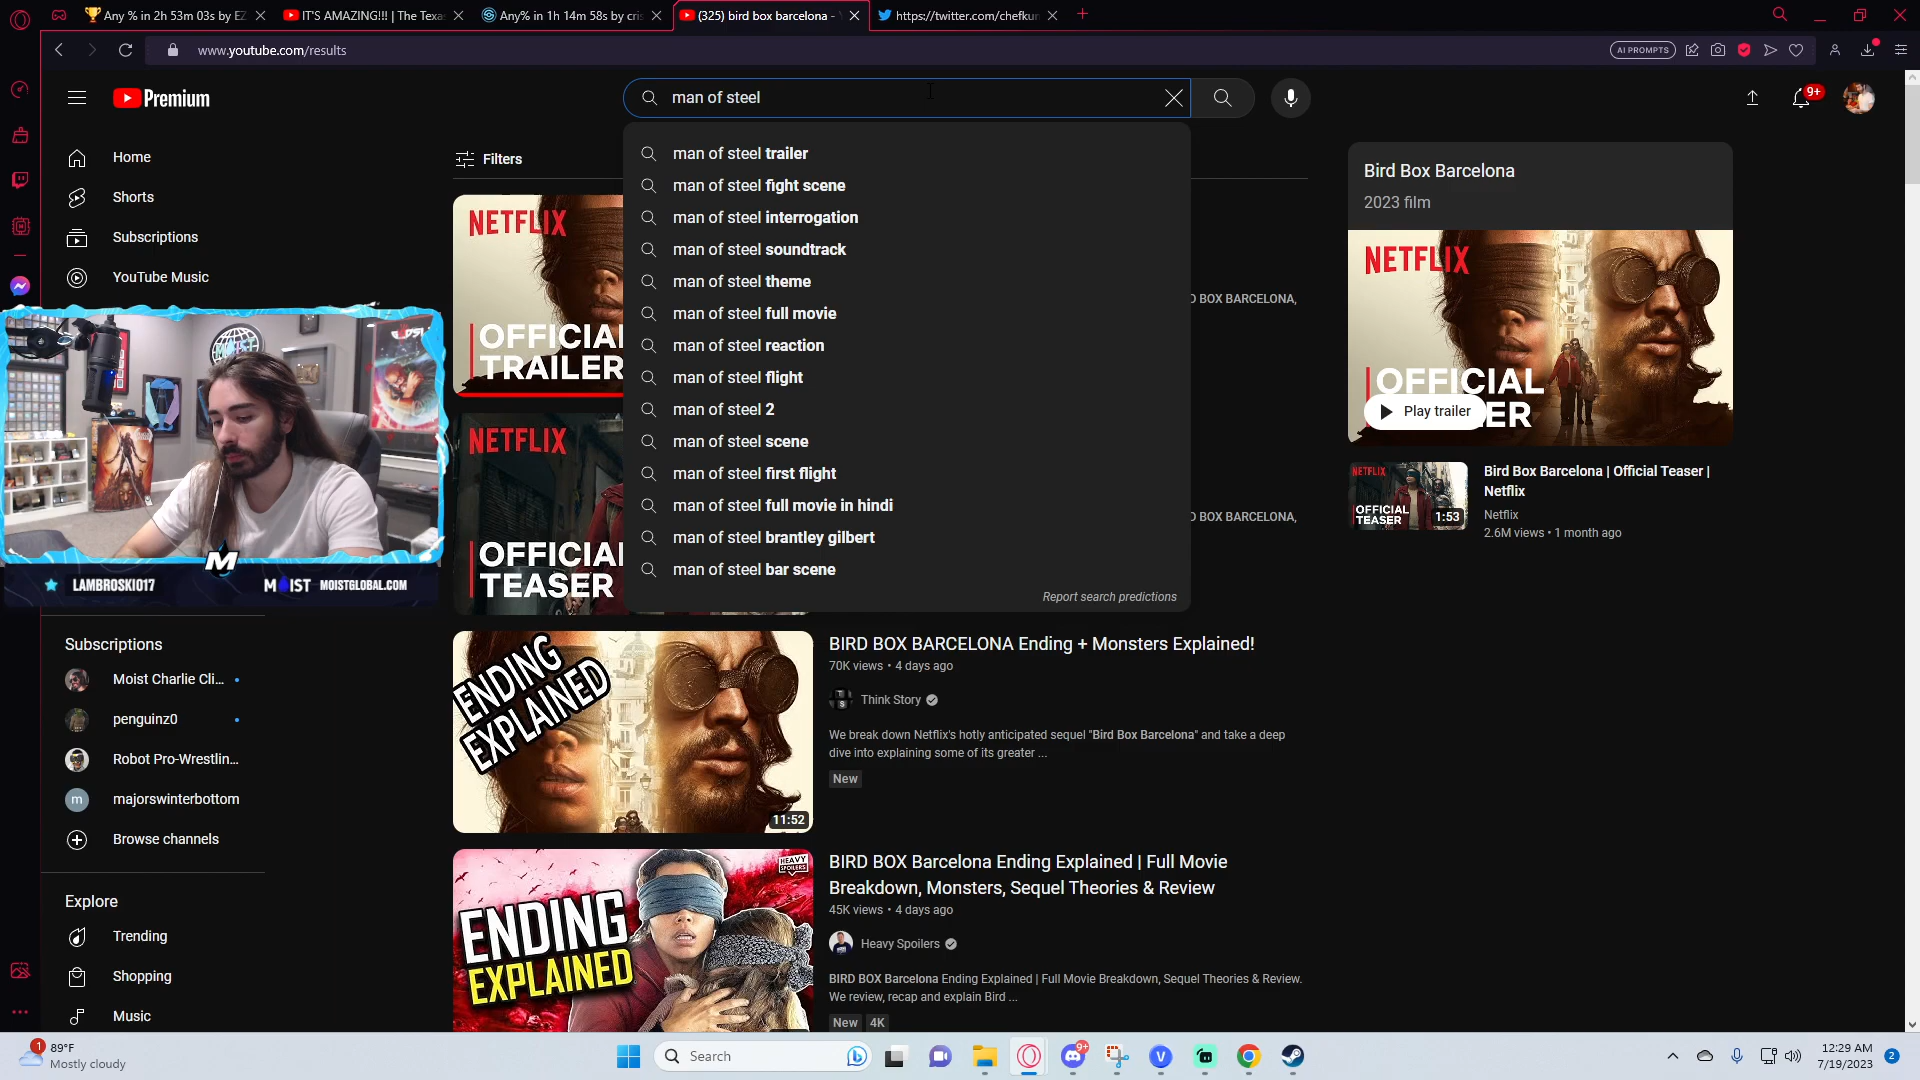 Any % in 2h 53m 03s by EZ
IT'S AMAZING!!! | The Texa
Any% in 1h 14m 58s by cri
(325) bird box barcelona -
https://twitter.com/chefkur
www.youtube.com/results
AI PROMPTS
Premium
man of steel
9+
Home
Shorts
Subscriptions
YouTube Music
Filters
man of steel trailer
man of steel fight scene
man of steel interrogation
man of steel soundtrack
man of steel theme
man of steel full movie
man of steel reaction
man of steel flight
man of steel 2
man of steel scene
man of steel first flight
man of steel full movie in hindi
man of steel brantley gilbert
man of steel bar scene
Report search predictions
NETFLIX
OFFICIAL
TRAILER
NETFLIX
OFFICIAL
TEASER
D BOX BARCELONA,
D BOX BARCELONA,
Bird Box Barcelona
2023 film
NETFLIX
OFFICIAL
ER
Play trailer
NETFLIX
OFFICIAL
TEASER
1:53
Bird Box Barcelona | Official Teaser |
Netflix
Netflix
2.6M views • 1 month ago
M
LAMBROSKI017
MOIST
MOISTGLOBAL.COM
Subscriptions
Moist Charlie Cli...
penguinz0
Robot Pro-Wrestlin...
m
majorswinterbottom
Browse channels
Explore
Trending
Shopping
Music
ENDING
EXPLAINED
11:52
BIRD BOX BARCELONA Ending + Monsters Explained!
70K views • 4 days ago
Think Story
We break down Netflix's hotly anticipated sequel "Bird Box Barcelona" and take a deep
dive into explaining some of its greater ...
New
HEAVY
SPOILERS
ENDING
EXPLAINED
BIRD BOX Barcelona Ending Explained | Full Movie
Breakdown, Monsters, Sequel Theories & Review
45K views • 4 days ago
Heavy Spoilers
BIRD BOX Barcelona Ending Explained | Full Movie Breakdown, Sequel Theories & Review.
We review, recap and explain Bird ...
New
4K
1
89°F
Mostly cloudy
Search
9+
V
12:29 AM
7/19/2023
2